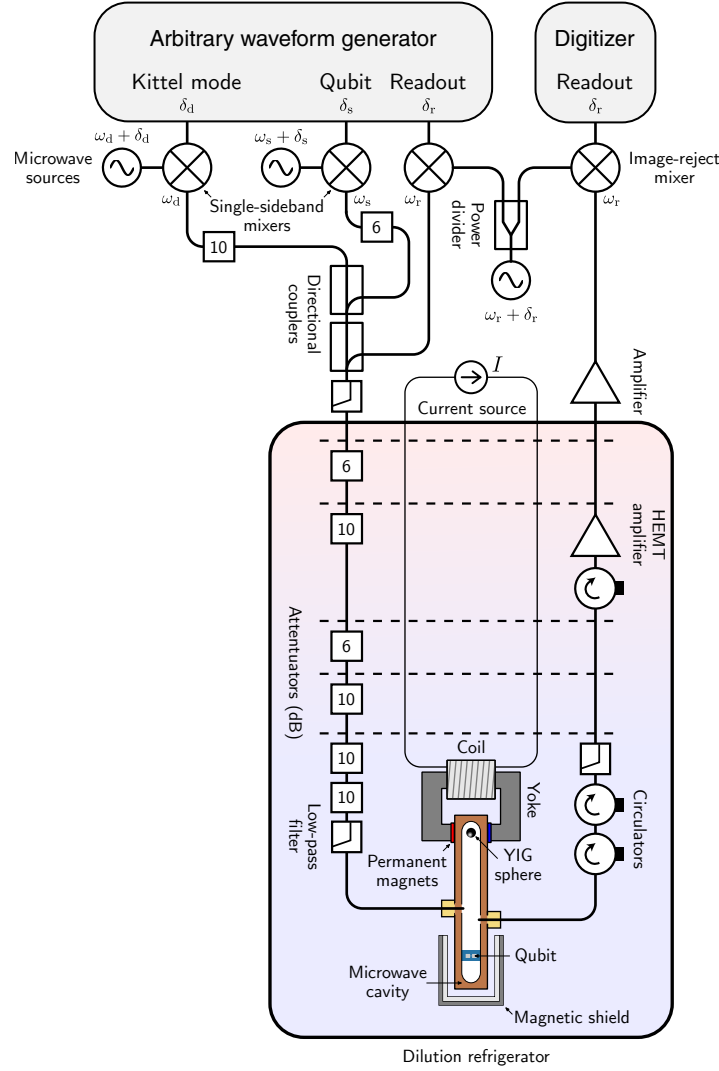 Arbitrary waveform generator
Digitizer
Kittel mode
Qubit
Readout
Readout
δd
δs
δr
δr
ωd + δd
ωs + δs
Microwave
sources
Image-reject
mixer
ωd
Single-sideband
mixers
ωs
ωr
ωr
6
10
Power
divider
Directional
couplers
ωr + δr
I
Current source
Amplifier
6
10
HEMT
amplifier
Attentuators (dB)
6
10
10
10
Coil
Yoke
Low-pass
filter
Circulators
Permanent
magnets
YIG
sphere
Qubit
Microwave
cavity
Magnetic shield
Dilution refrigerator